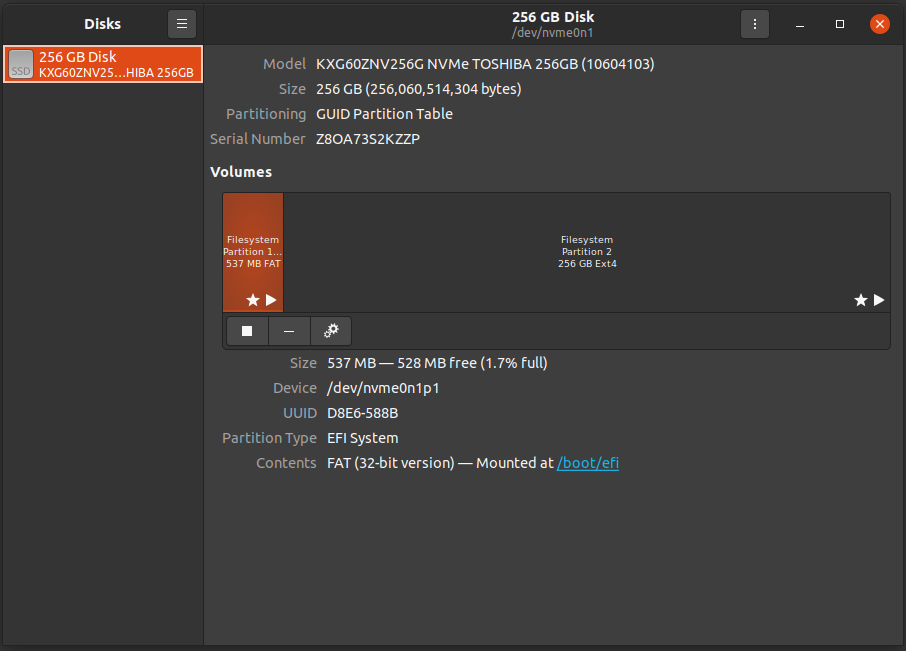 Disks
256 GB Disk
/dev/nvme0n1
SSD
256 GB Disk
KXG60ZNV25…HIBA 256GB
Model KXG60ZNV256G NVMe TOSHIBA 256GB (10604103)
Size 256 GB (256,060,514,304 bytes)
Partitioning GUID Partition Table
Serial Number Z8OA73S2KZZP
Volumes
Filesystem
Partition 1…
537 MB FAT
Filesystem
Partition 2
256 GB Ext4
Size 537 MB — 528 MB free (1.7% full)
Device /dev/nvme0n1p1
UUID D8E6-588B
Partition Type EFI System
Contents FAT (32-bit version) — Mounted at /boot/efi